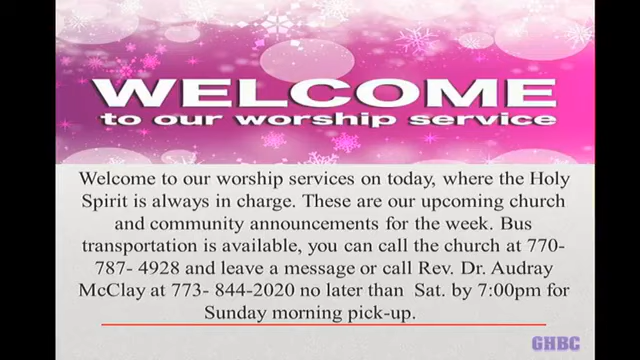 WELCOME
to our worship service
Welcome to our worship services on today, where the Holy
Spirit is always in charge. These are our upcoming church
and community announcements for the week. Bus
transportation is available, you can call the church at 770-
787- 4928 and leave a message or call Rev. Dr. Audray
McClay at 773- 844-2020 no later than  Sat. by 7:00pm for
Sunday morning pick-up.
GHBC